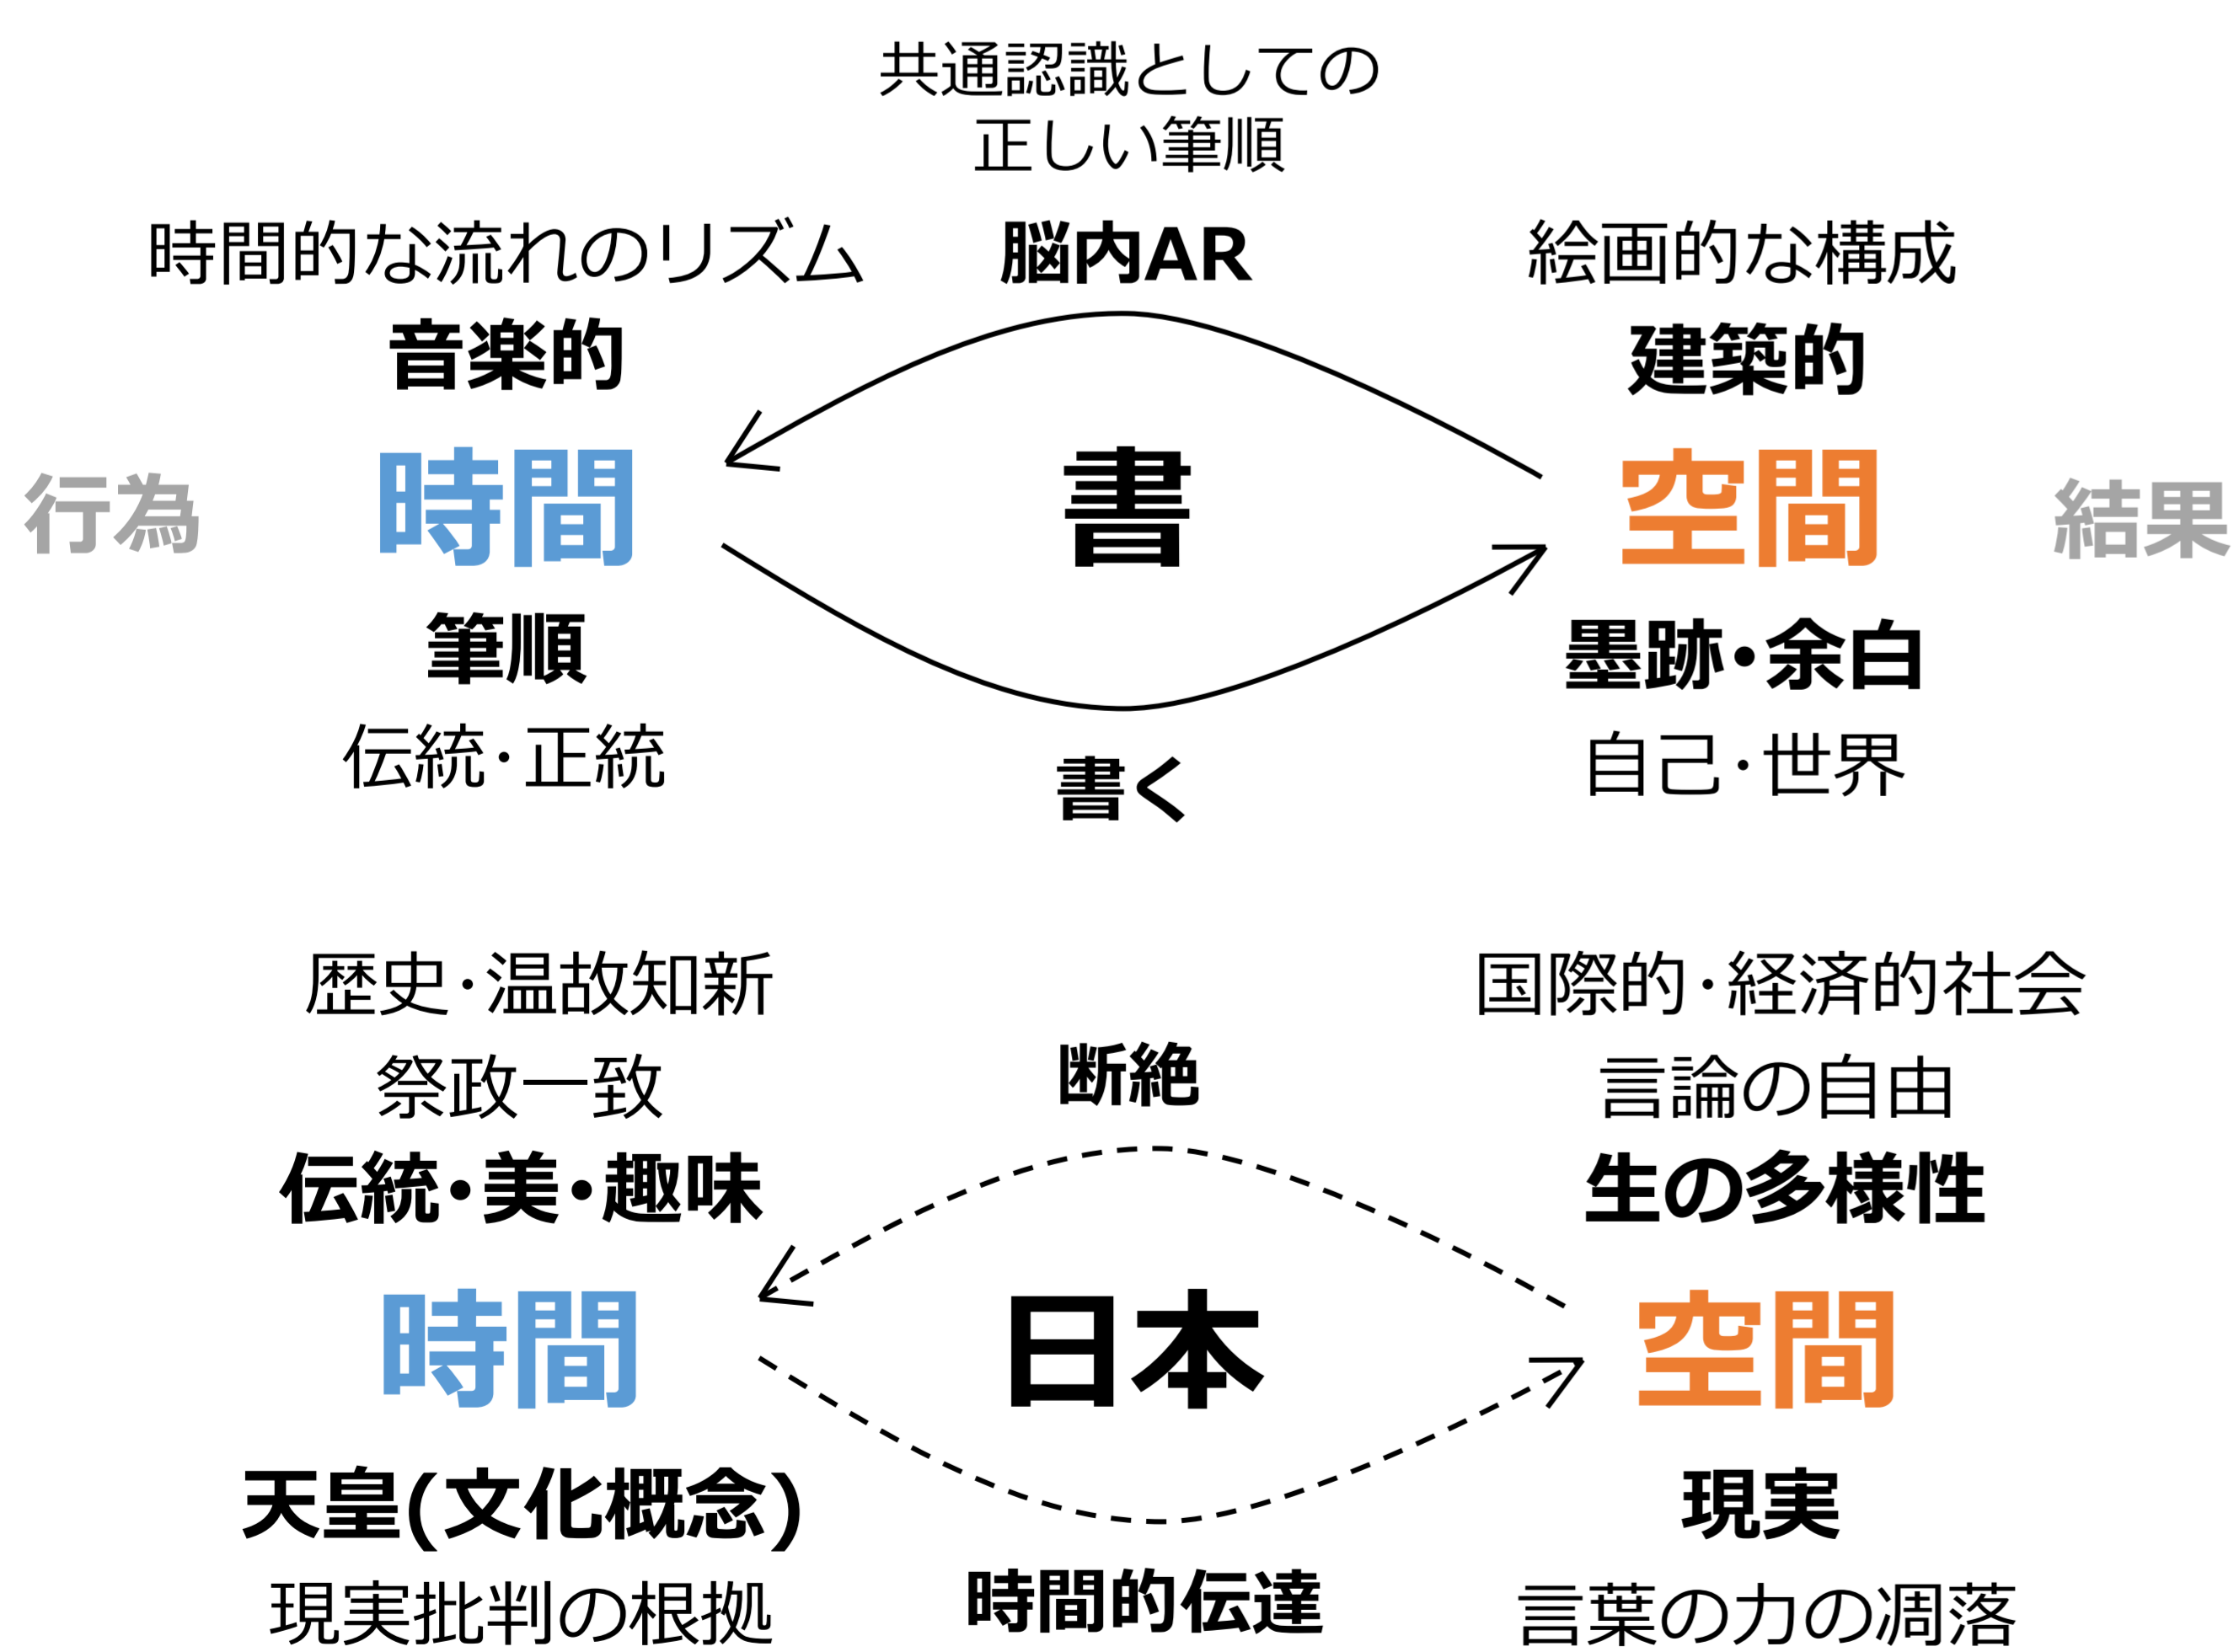 共通認識としての
正しい筆順
時間的な流れのリズム
脳内AR
絵画的な構成
音楽的
建築的
行為
時間
書
空間
結果
筆順
墨跡・余白
伝統・正統
書く
自己・世界
歴史・温故知新
国際的・経済的社会
祭政一致
断絶
言論の自由
伝統・美・趣味
生の多様性
時間
日本
空間
天皇(文化概念)
現実
現実批判の根拠
時間的伝達
言葉の力の凋落